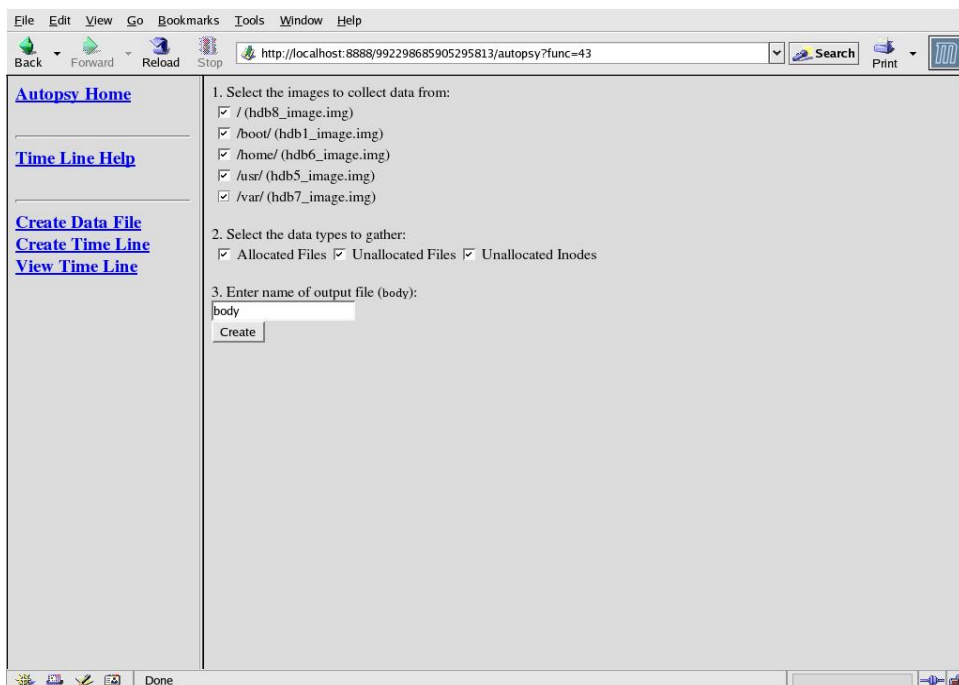 File Edit View Go Bookmarks Tools Window Help
Back Forward Reload Stop http://localhost:8888/992298685905295813/autopsy?func=43 Search Print
Autopsy Home
Time Line Help
Create Data File
Create Time Line
View Time Line
1. Select the images to collect data from:
/ (hdb8_image.img)
/boot/ (hdb1_image.img)
/home/ (hdb6_image.img)
/usr/ (hdb5_image.img)
/var/ (hdb7_image.img)
2. Select the data types to gather:
Allocated Files Unallocated Files Unallocated Inodes
3. Enter name of output file (body):
body
Create
Done